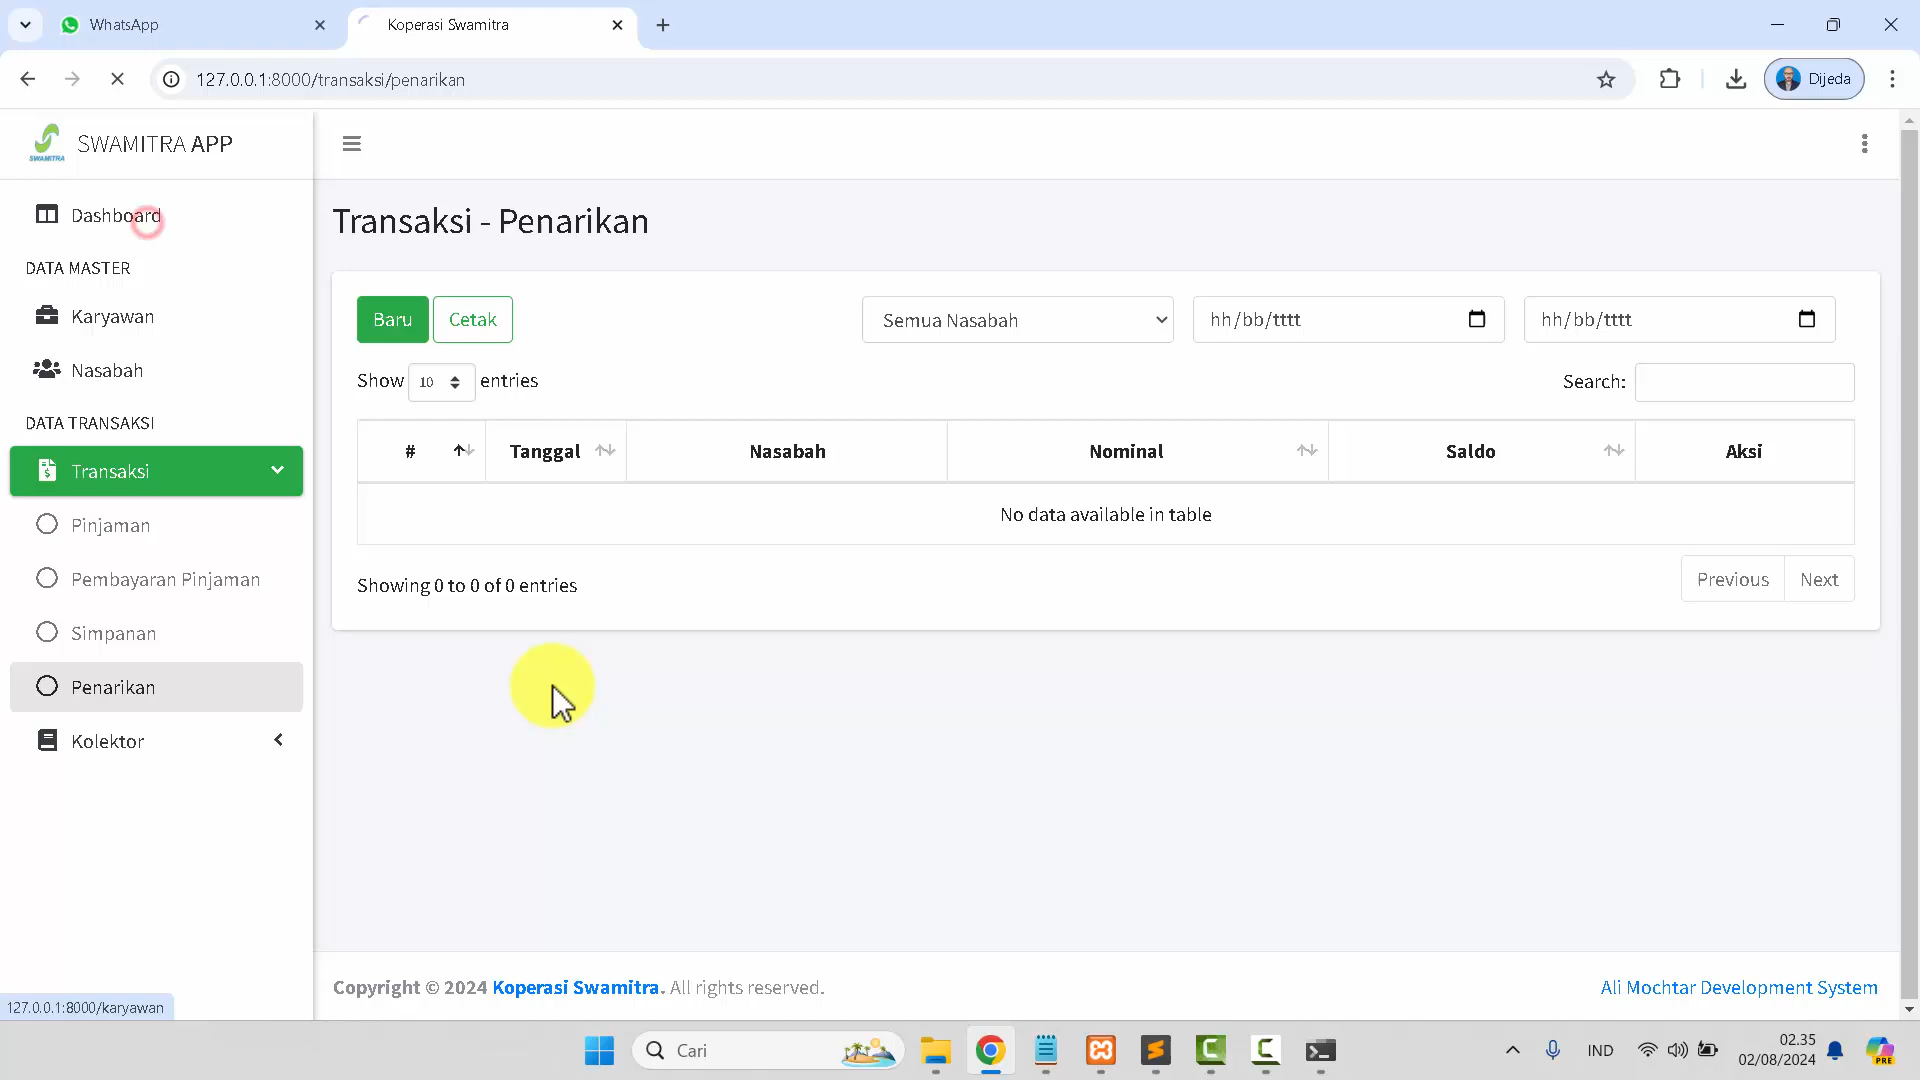 WhatsApp
Koperasi Swamitra
127.0.0.1:8000/transaksi/penarikan
Dijeda
SWAMITRA
SWAMITRA APP
Dashboard
DATA MASTER
Karyawan
Nasabah
DATA TRANSAKSI
Transaksi
Pinjaman
Pembayaran Pinjaman
Simpanan
Penarikan
Kolektor
Transaksi - Penarikan
Baru Cetak Semua Nasabah hh/bb/tttt hh/bb/tttt
Show 10 entries Search:
# Tanggal Nasabah Nominal Saldo Aksi
No data available in table
Showing 0 to 0 of 0 entries Previous Next
Copyright © 2024 Koperasi Swamitra. All rights reserved. Ali Mochtar Development System
127.0.0.1:8000/karyawan
Cari
IND
02.35
02/08/2024
PRE